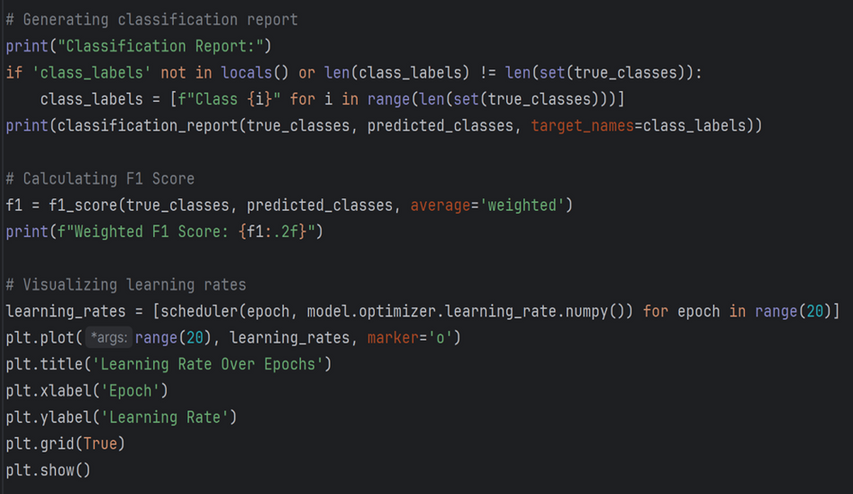 # Generating classification report
print("Classification Report:")
if 'class_labels' not in locals() or len(class_labels) != len(set(true_classes)):
    class_labels = [f"Class {i}" for i in range(len(set(true_classes)))]
print(classification_report(true_classes, predicted_classes, target_names=class_labels))

# Calculating F1 Score
f1 = f1_score(true_classes, predicted_classes, average='weighted')
print(f"Weighted F1 Score: {f1:.2f}")

# Visualizing learning rates
learning_rates = [scheduler(epoch, model.optimizer.learning_rate.numpy()) for epoch in range(20)]
plt.plot( *args: range(20), learning_rates, marker='o')
plt.title('Learning Rate Over Epochs')
plt.xlabel('Epoch')
plt.ylabel('Learning Rate')
plt.grid(True)
plt.show()